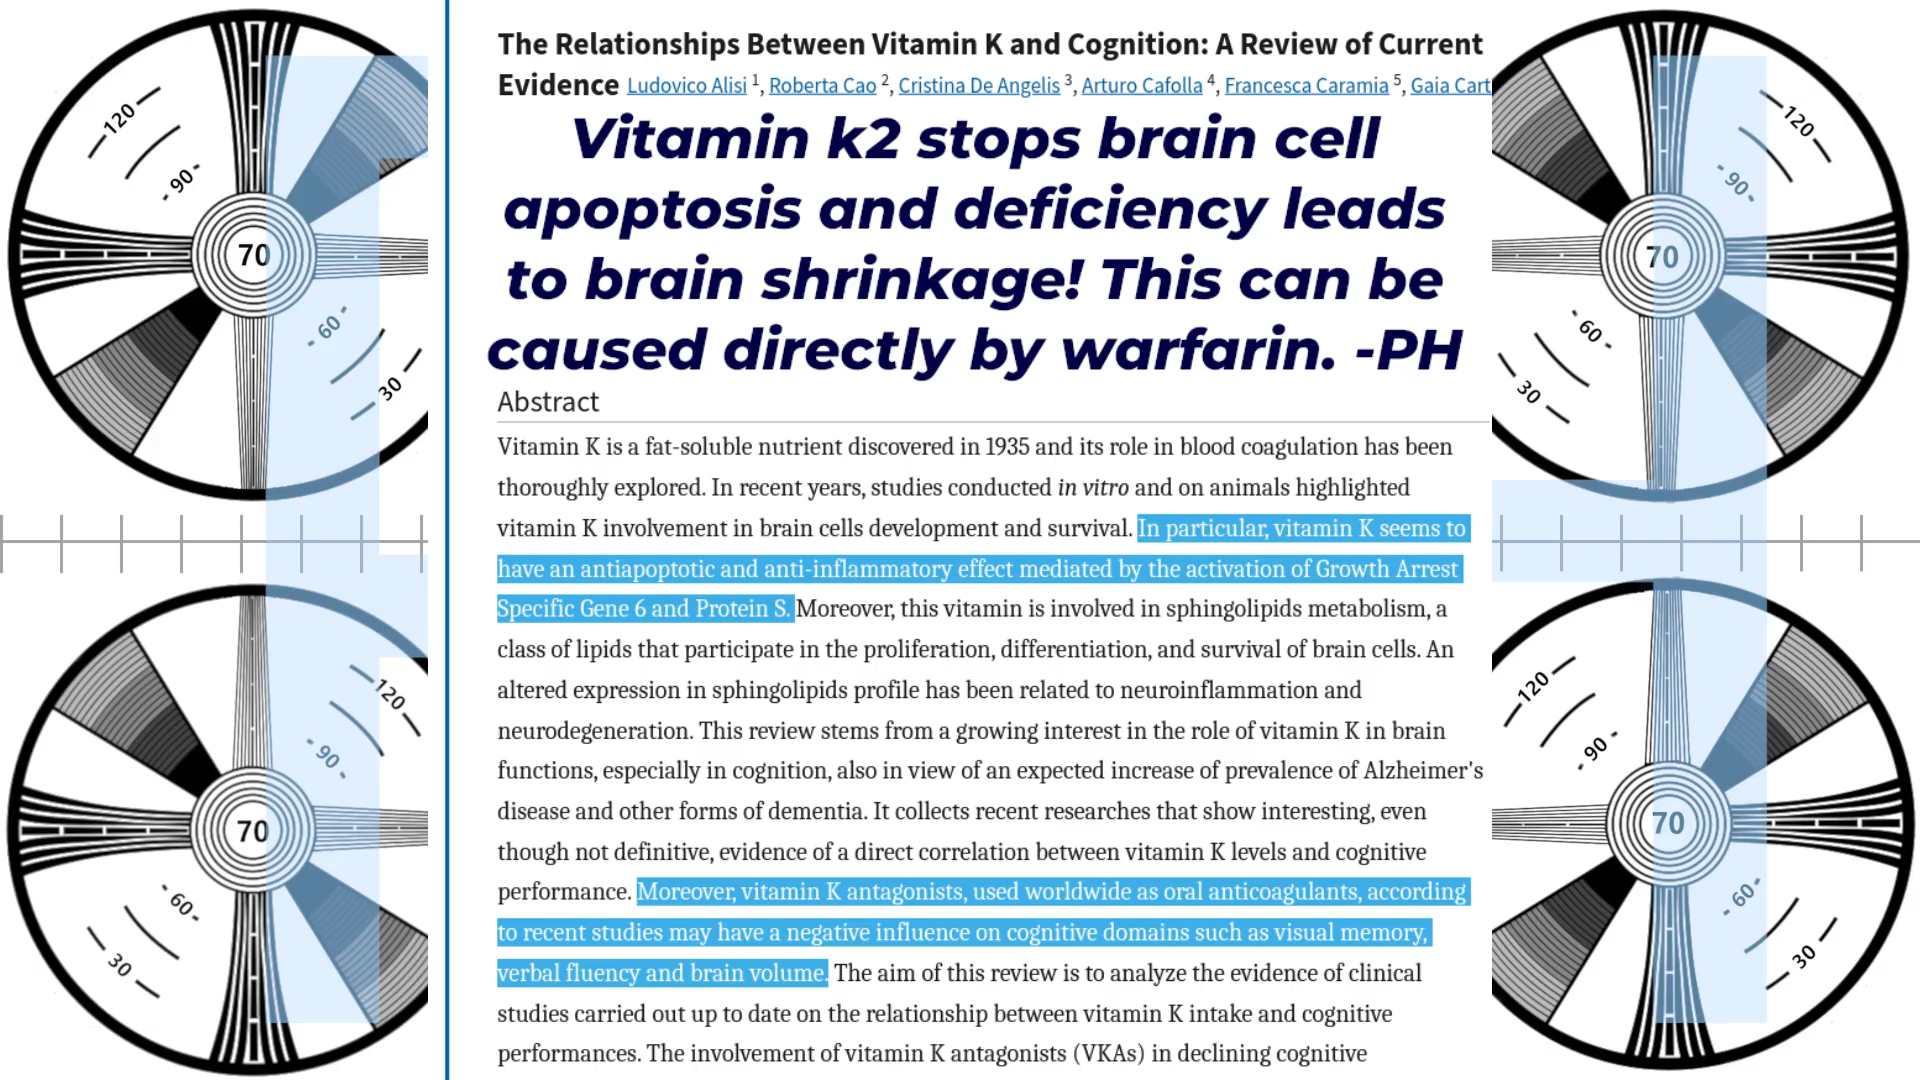 The Relationships Between Vitamin K and Cognition: A Review of Current
Evidence Ludovico Alisi 1, Roberta Cao 2, Cristina De Angelis 3, Arturo Cafolla 4, Francesca Caramia 5, Gaia Cart
Vitamin k2 stops brain cell
apoptosis and deficiency leads
to brain shrinkage! This can be
caused directly by warfarin. -PH
Abstract
Vitamin K is a fat-soluble nutrient discovered in 1935 and its role in blood coagulation has been
thoroughly explored. In recent years, studies conducted in vitro and on animals highlighted
vitamin K involvement in brain cells development and survival. In particular, vitamin K seems to
have an antiapoptotic and anti-inflammatory effect mediated by the activation of Growth Arrest
Specific Gene 6 and Protein S. Moreover, this vitamin is involved in sphingolipids metabolism, a
class of lipids that participate in the proliferation, differentiation, and survival of brain cells. An
altered expression in sphingolipids profile has been related to neuroinflammation and
neurodegeneration. This review stems from a growing interest in the role of vitamin K in brain
functions, especially in cognition, also in view of an expected increase of prevalence of Alzheimer's
disease and other forms of dementia. It collects recent researches that show interesting, even
though not definitive, evidence of a direct correlation between vitamin K levels and cognitive
performance. Moreover, vitamin K antagonists, used worldwide as oral anticoagulants, according
to recent studies may have a negative influence on cognitive domains such as visual memory,
verbal fluency and brain volume. The aim of this review is to analyze the evidence of clinical
studies carried out up to date on the relationship between vitamin K intake and cognitive
performances. The involvement of vitamin K antagonists (VKAs) in declining cognitive
120
- 90 -
70
- 60 -
30
120
- 90 -
70
- 60 -
30
120
- 90 -
70
- 60 -
30
120
- 90 -
70
- 60 -
30